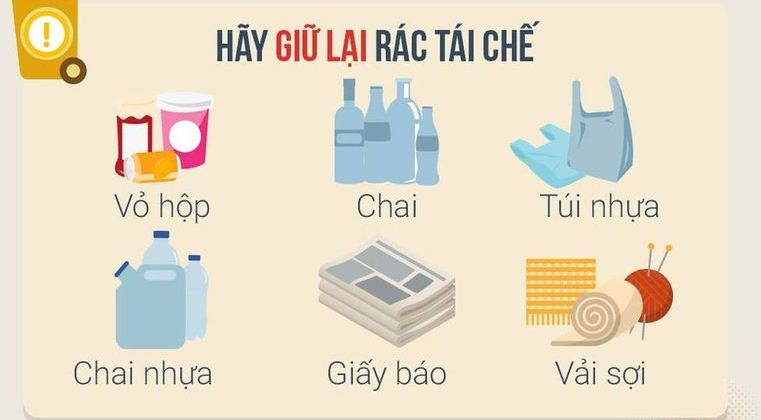 HÃY GIỮ LẠI RÁC TÁI CHẾ
Vỏ hộp
Chai
Túi nhựa
Chai nhựa
Giấy báo
Vải sợi